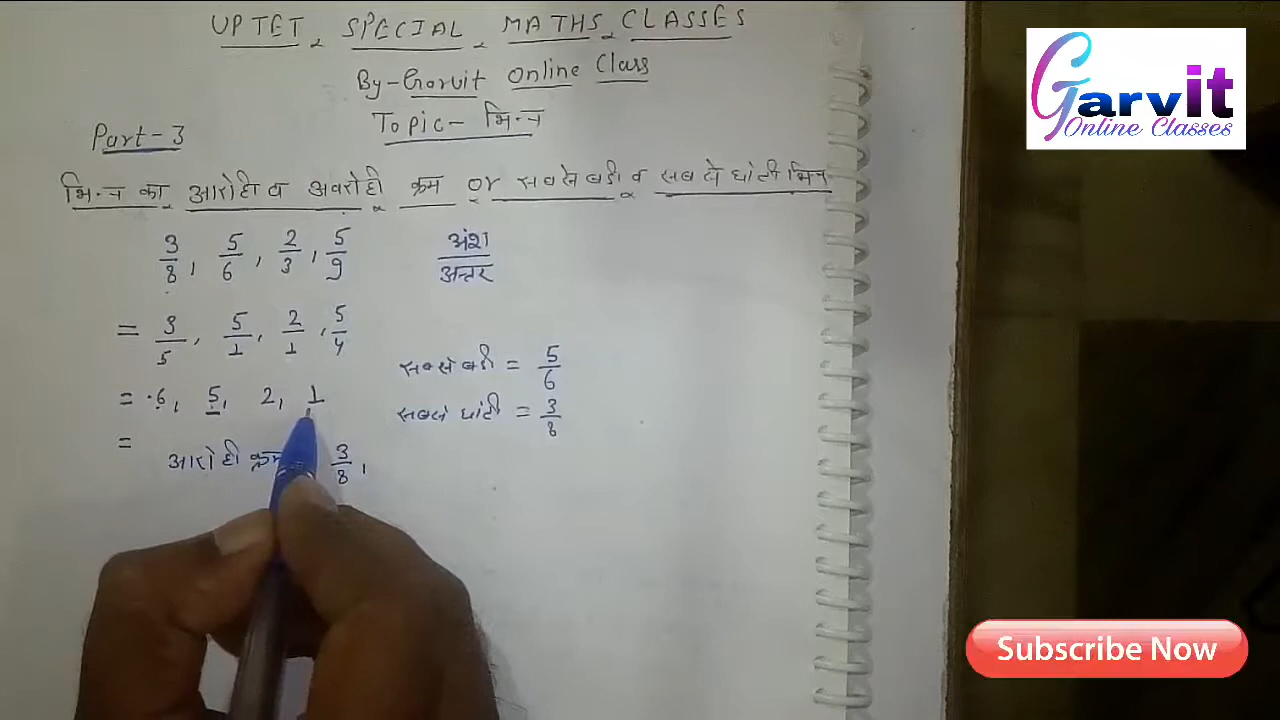 UPTET, SPECIAL, MATHS, CLASSES
By-Garvit Online Class
Topic- भिन्न
Part-3
भिन्न का आरोही व अवरोही क्रम or सबसे बड़ी व सबसे छोटी भिन्न
3/8, 5/6, 2/3, 5/9
अंश/अन्तर
= 3/5, 5/1, 2/1, 5/4
सबसे बड़ी = 5/6
= .6, 5, 2, 1
सबसे छोटी = 3/8
=
आरोही क्रम 3/8,
Garvit
Online Classes
Subscribe Now